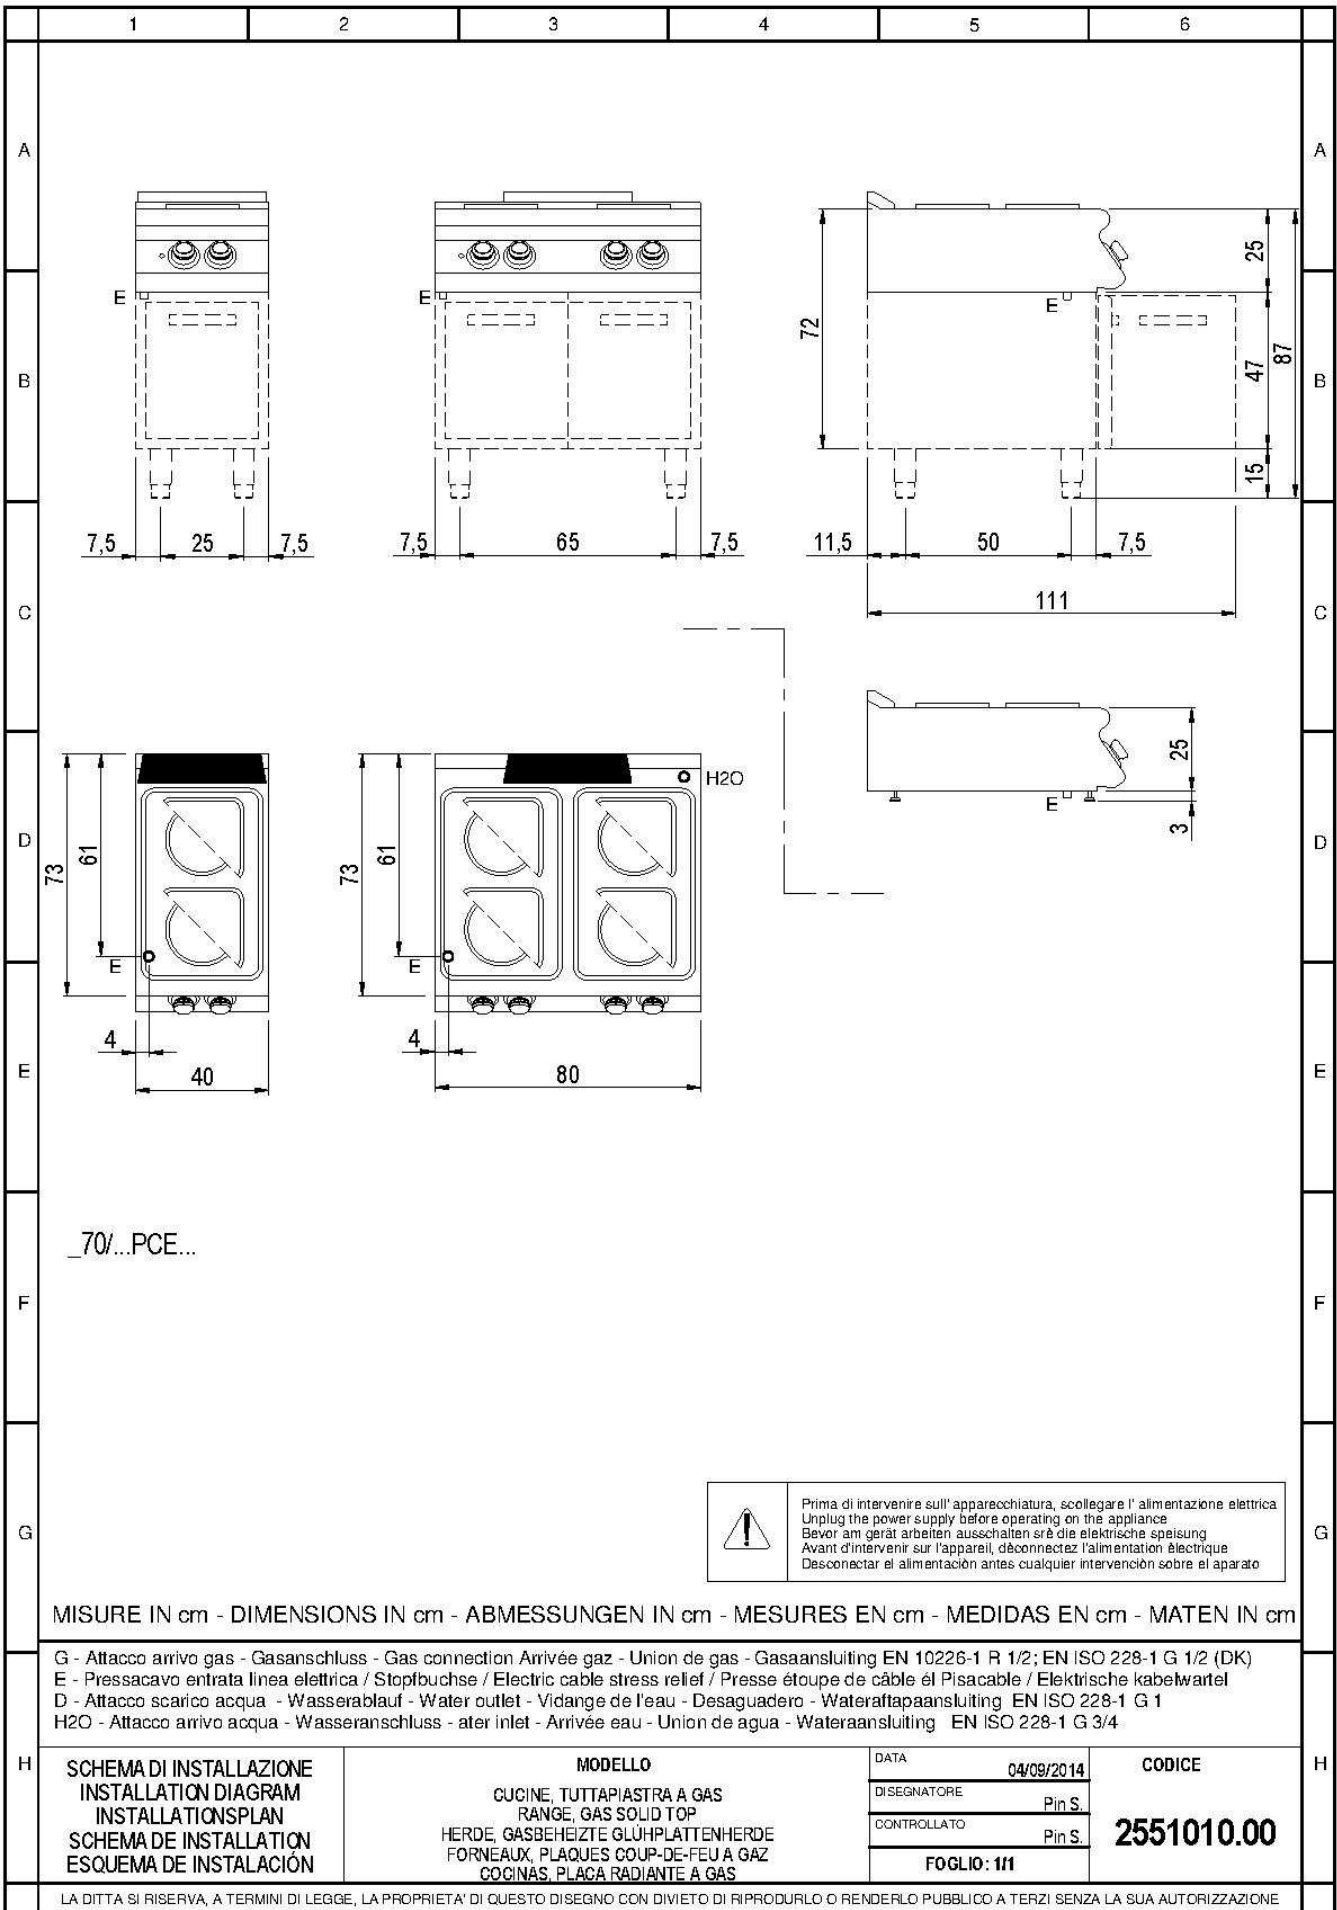 1 2 3 4 5 6
A A
25
E E E
72
47
87
B B
15
7,5 25 7,5 7,5 65 7,5 11,5 50 7,5
111
C C
H2O
25
D D
73 61 73 61
E
3
E E
4 4
40 80
E E
_70/...PCE...
F F
Prima di intervenire sull' apparecchiatura, scollegare l' alimentazione elettrica
Unplug the power supply before operating on the appliance
Bevor am gerät arbeiten ausschalten srè die elektrische speisung
Avant d'intervenir sur l'appareil, dèconnectez l'alimentation èlectrique
Desconectar el alimentaciòn antes cualquier intervenciòn sobre el aparato
G G
MISURE IN cm - DIMENSIONS IN cm - ABMESSUNGEN IN cm - MESURES EN cm - MEDIDAS EN cm - MATEN IN cm
G - Attacco arrivo gas - Gasanschluss - Gas connection Arrivée gaz - Union de gas - Gasaansluiting EN 10226-1 R 1/2; EN ISO 228-1 G 1/2 (DK)
E - Pressacavo entrata linea elettrica / Stopfbuchse / Electric cable stress relief / Presse étoupe de câble él Pisacable / Elektrische kabelwartel
D - Attacco scarico acqua - Wasserablauf - Water outlet - Vidange de l'eau - Desaguadero - Wateraftapaansluiting EN ISO 228-1 G 1
H2O - Attacco arrivo acqua - Wasseranschluss - ater inlet - Arrivée eau - Union de agua - Wateraansluiting EN ISO 228-1 G 3/4
H H
SCHEMA DI INSTALLAZIONE
INSTALLATION DIAGRAM
INSTALLATIONSPLAN
SCHEMA DE INSTALLATION
ESQUEMA DE INSTALACIÓN
MODELLO
CUCINE, TUTTAPIASTRA A GAS
RANGE, GAS SOLID TOP
HERDE, GASBEHEIZTE GLÜHPLATTENHERDE
FORNEAUX, PLAQUES COUP-DE-FEU A GAZ
COCINAS, PLACA RADIANTE A GAS
DATA 04/09/2014
DISEGNATORE Pin S.
CONTROLLATO Pin S.
FOGLIO: 1/1
CODICE
2551010.00
LA DITTA SI RISERVA, A TERMINI DI LEGGE, LA PROPRIETA' DI QUESTO DISEGNO CON DIVIETO DI RIPRODURLO O RENDERLO PUBBLICO A TERZI SENZA LA SUA AUTORIZZAZIONE